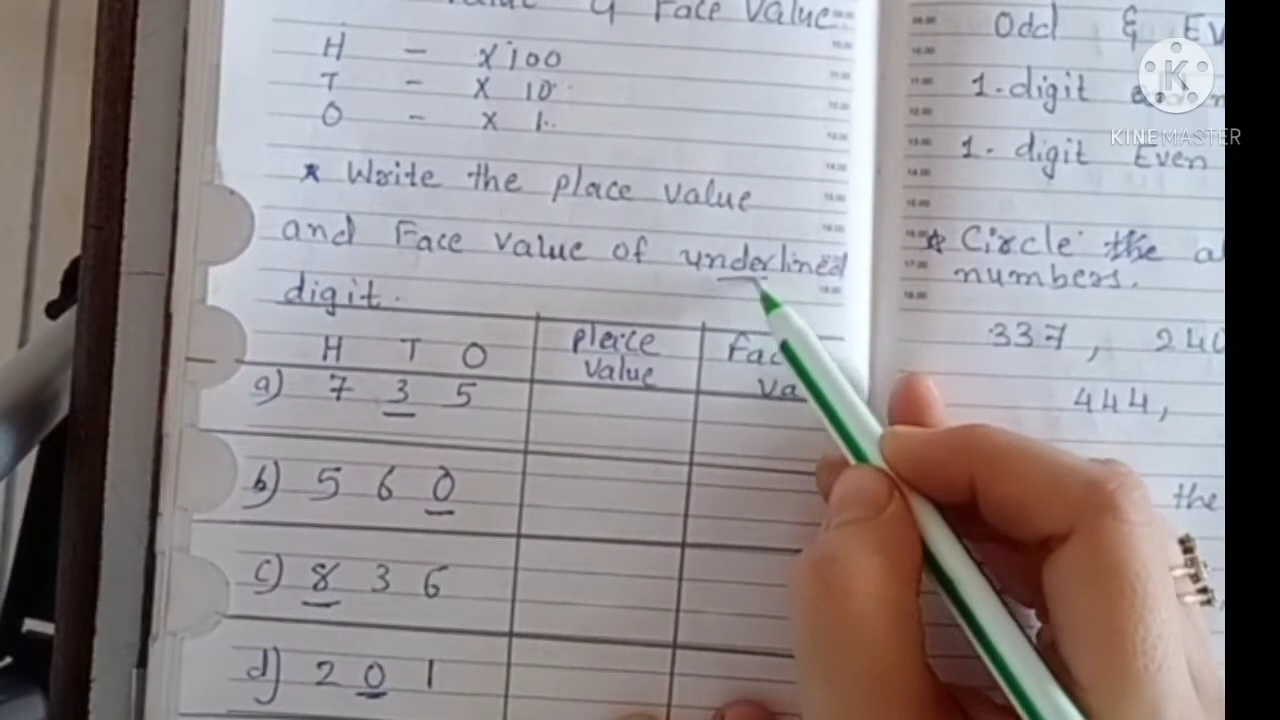 Value & Face Value
H - x 100
T - x 10
O - x 1
* Write the place value
and Face value of underlined
digit.
H T O place value
a) 7 3 5
b) 5 6 0
c) 8 3 6
d) 2 0 1
Odd &
1-digit
1-digit Even
* Circle the
numbers.
337, 240
444,
the
KINEMASTER